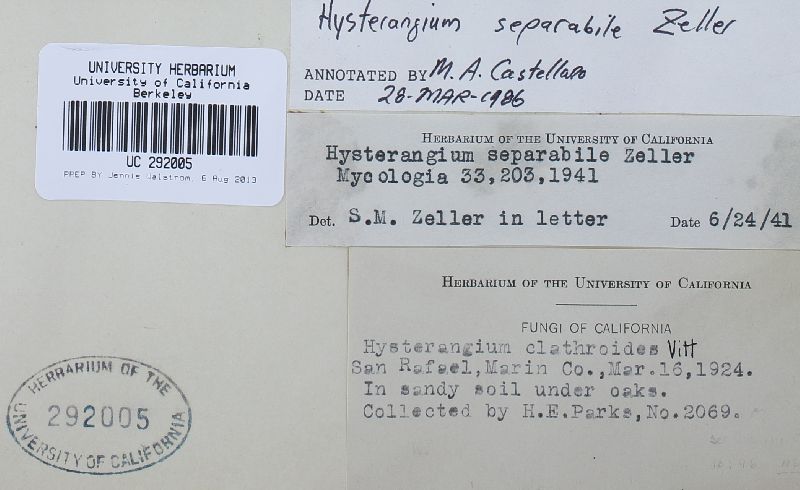 UNIVERSITY HERBARIUM
University of California
Berkeley
UC 292005
PREP BY Jennie Jalstrom, 6 Aug 2013
Hysterangium separabile Zeller
ANNOTATED BY M. A. Castellano
DATE 28-MAR-1986
HERBARIUM OF THE UNIVERSITY OF CALIFORNIA
Hysterangium separabile Zeller
Mycologia 33,203,1941
Det. S.M. Zeller in letter Date 6/24/41
HERBARIUM OF THE UNIVERSITY OF CALIFORNIA
FUNGI OF CALIFORNIA
Hysterangium clathroides Vitt
San Rafael,Marin Co.,Mar.16,1924.
In sandy soil under oaks.
Collected by H.E.Parks,No.2069.
HERBARIUM OF THE
292005
UNIVERSITY OF CALIFORNIA